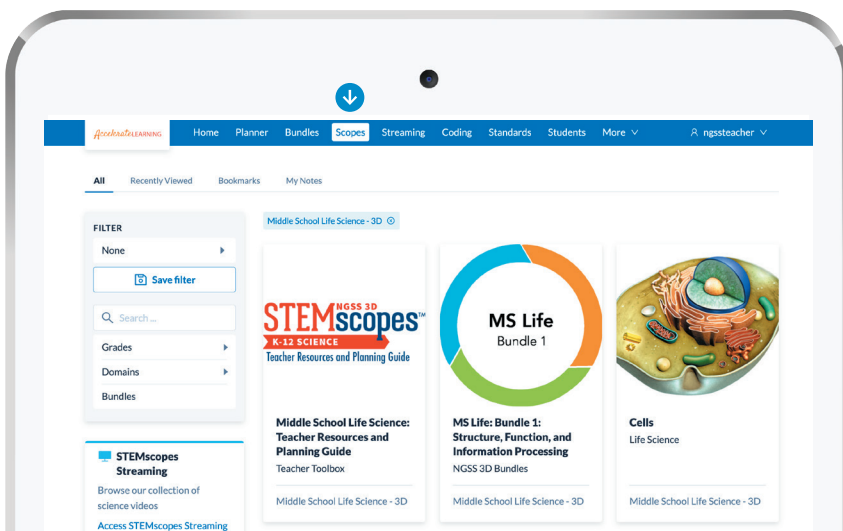 Accelerate LEARNING Home Planner Bundles Scopes Streaming Coding Standards Students More ngssteacher
All Recently Viewed Bookmarks My Notes
FILTER
None
Save filter
Search ...
Grades
Domains
Bundles
STEMscopes
Streaming
Browse our collection of
science videos
Access STEMscopes Streaming
Middle School Life Science - 3D
NGSS 3D
STEMscopes™
K-12 SCIENCE
Teacher Resources and Planning Guide
Middle School Life Science:
Teacher Resources and
Planning Guide
Teacher Toolbox
Middle School Life Science - 3D
MS Life
Bundle 1
MS Life: Bundle 1:
Structure, Function, and
Information Processing
NGSS 3D Bundles
Middle School Life Science - 3D
Cells
Life Science
Middle School Life Science - 3D